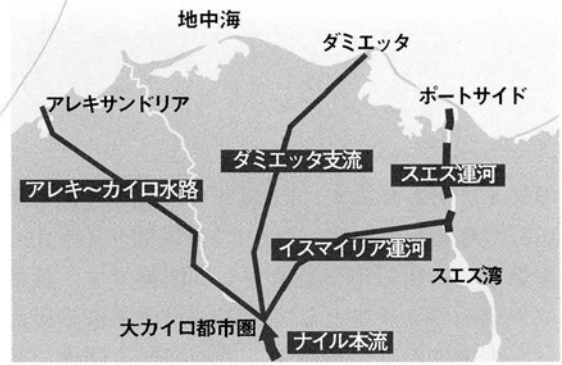 地中海
ダミエッタ
ポートサイド
アレキサンドリア
ダミエッタ支流
スエズ運河
アレキ〜カイロ水路
イスマイリア運河
スエズ湾
大カイロ都市圏
ナイル本流